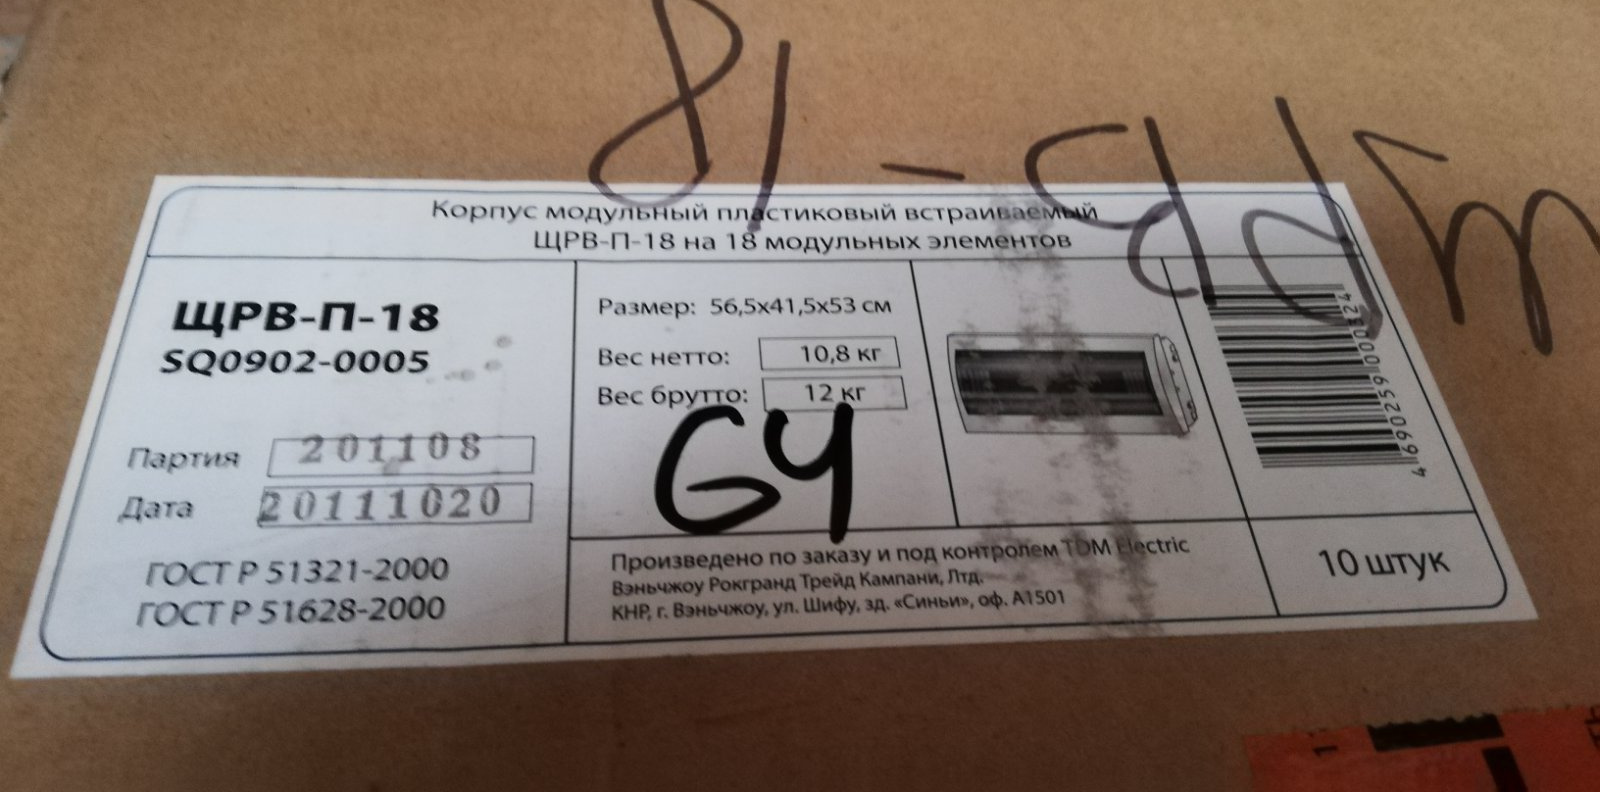 Корпус модульный пластиковый встраиваемый
ЩРВ-П-18 на 18 модульных элементов
ЩРВ-П-18
SQ0902-0005
Партия 201108
Дата 20111020
ГОСТ Р 51321-2000
ГОСТ Р 51628-2000
Размер: 56,5х41,5х53 см
Вес нетто: 10,8 кг
Вес брутто: 12 кг
G4
4690259000324
Произведено по заказу и под контролем TDM Electric
Вэньчжоу Рокгранд Трейд Кампани, Лтд.
КНР, г. Вэньчжоу, ул. Шифу, зд. «Синьи», оф. А1501
10 штук